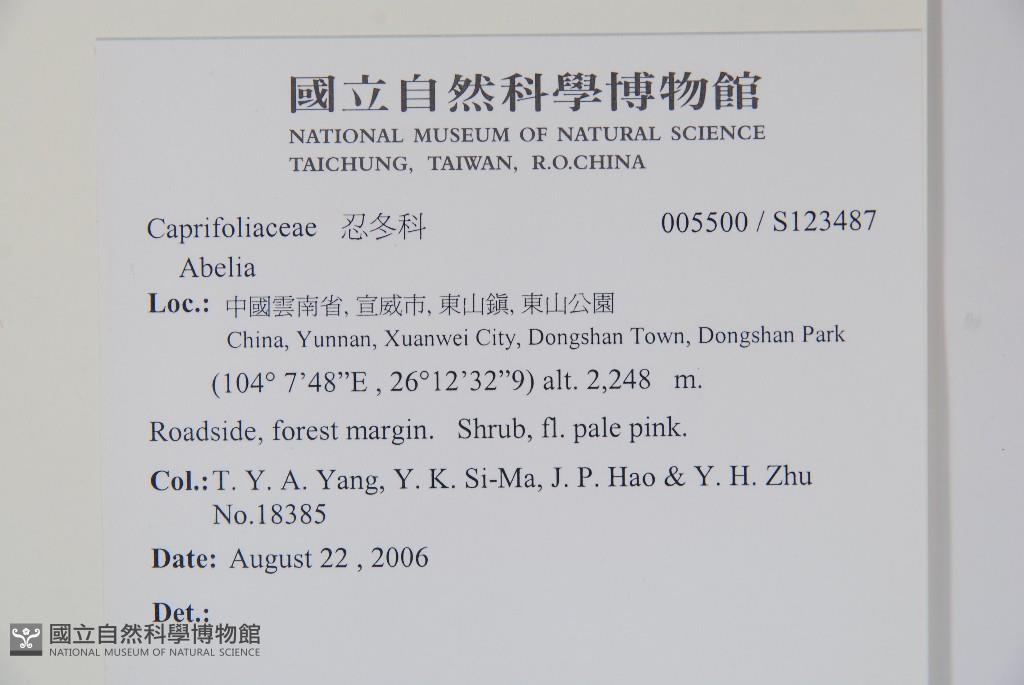 國立自然科學博物館
NATIONAL MUSEUM OF NATURAL SCIENCE
TAICHUNG, TAIWAN, R.O.CHINA
Caprifoliaceae 忍冬科 005500 / S123487
Abelia
Loc.: 中國雲南省, 宣威市, 東山鎮, 東山公園
China, Yunnan, Xuanwei City, Dongshan Town, Dongshan Park
(104° 7'48”E , 26°12'32”9) alt. 2,248 m.
Roadside, forest margin. Shrub, fl. pale pink.
Col.: T. Y. A. Yang, Y. K. Si-Ma, J. P. Hao & Y. H. Zhu
No.18385
Date: August 22 , 2006
Det.:
國立自然科學博物館
NATIONAL MUSEUM OF NATURAL SCIENCE